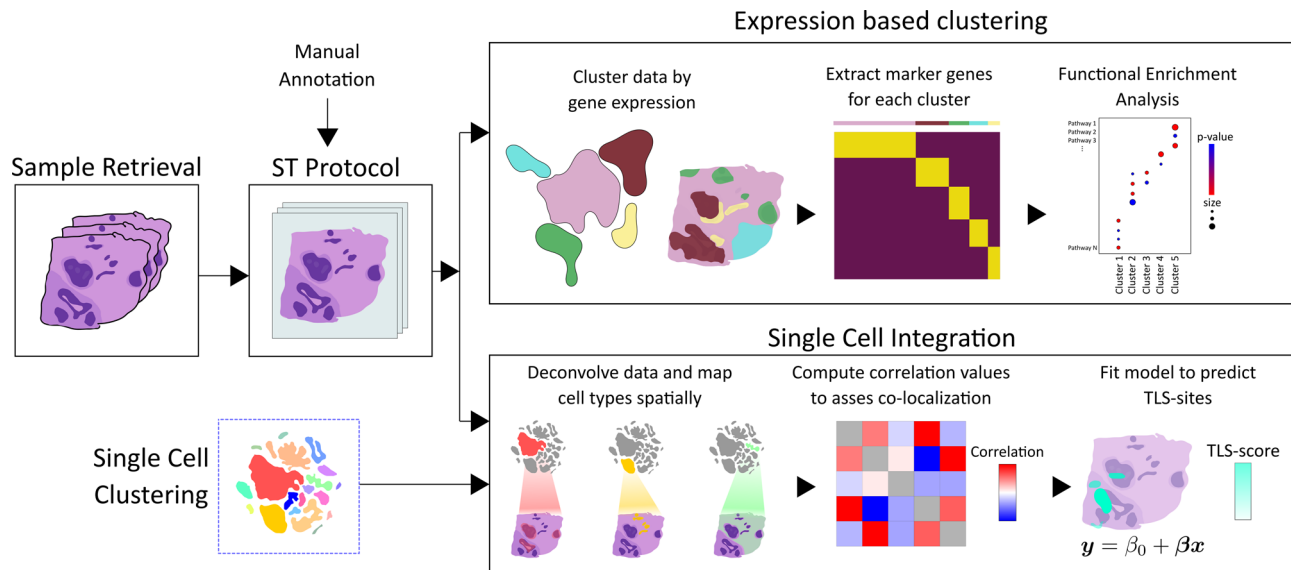 Manual
Annotation
Sample Retrieval
ST Protocol
Expression based clustering
Cluster data by
gene expression
Extract marker genes
for each cluster
Functional Enrichment
Analysis
Pathway 1
Pathway 2
Pathway 3
⋮
Pathway N
Cluster 1
Cluster 2
Cluster 3
Cluster 4
Cluster 5
p-value
size
Single Cell
Clustering
Single Cell Integration
Deconvolve data and map
cell types spatially
Compute correlation values
to asses co-localization
Correlation
Fit model to predict
TLS-sites
TLS-score
y = β₀ + βx